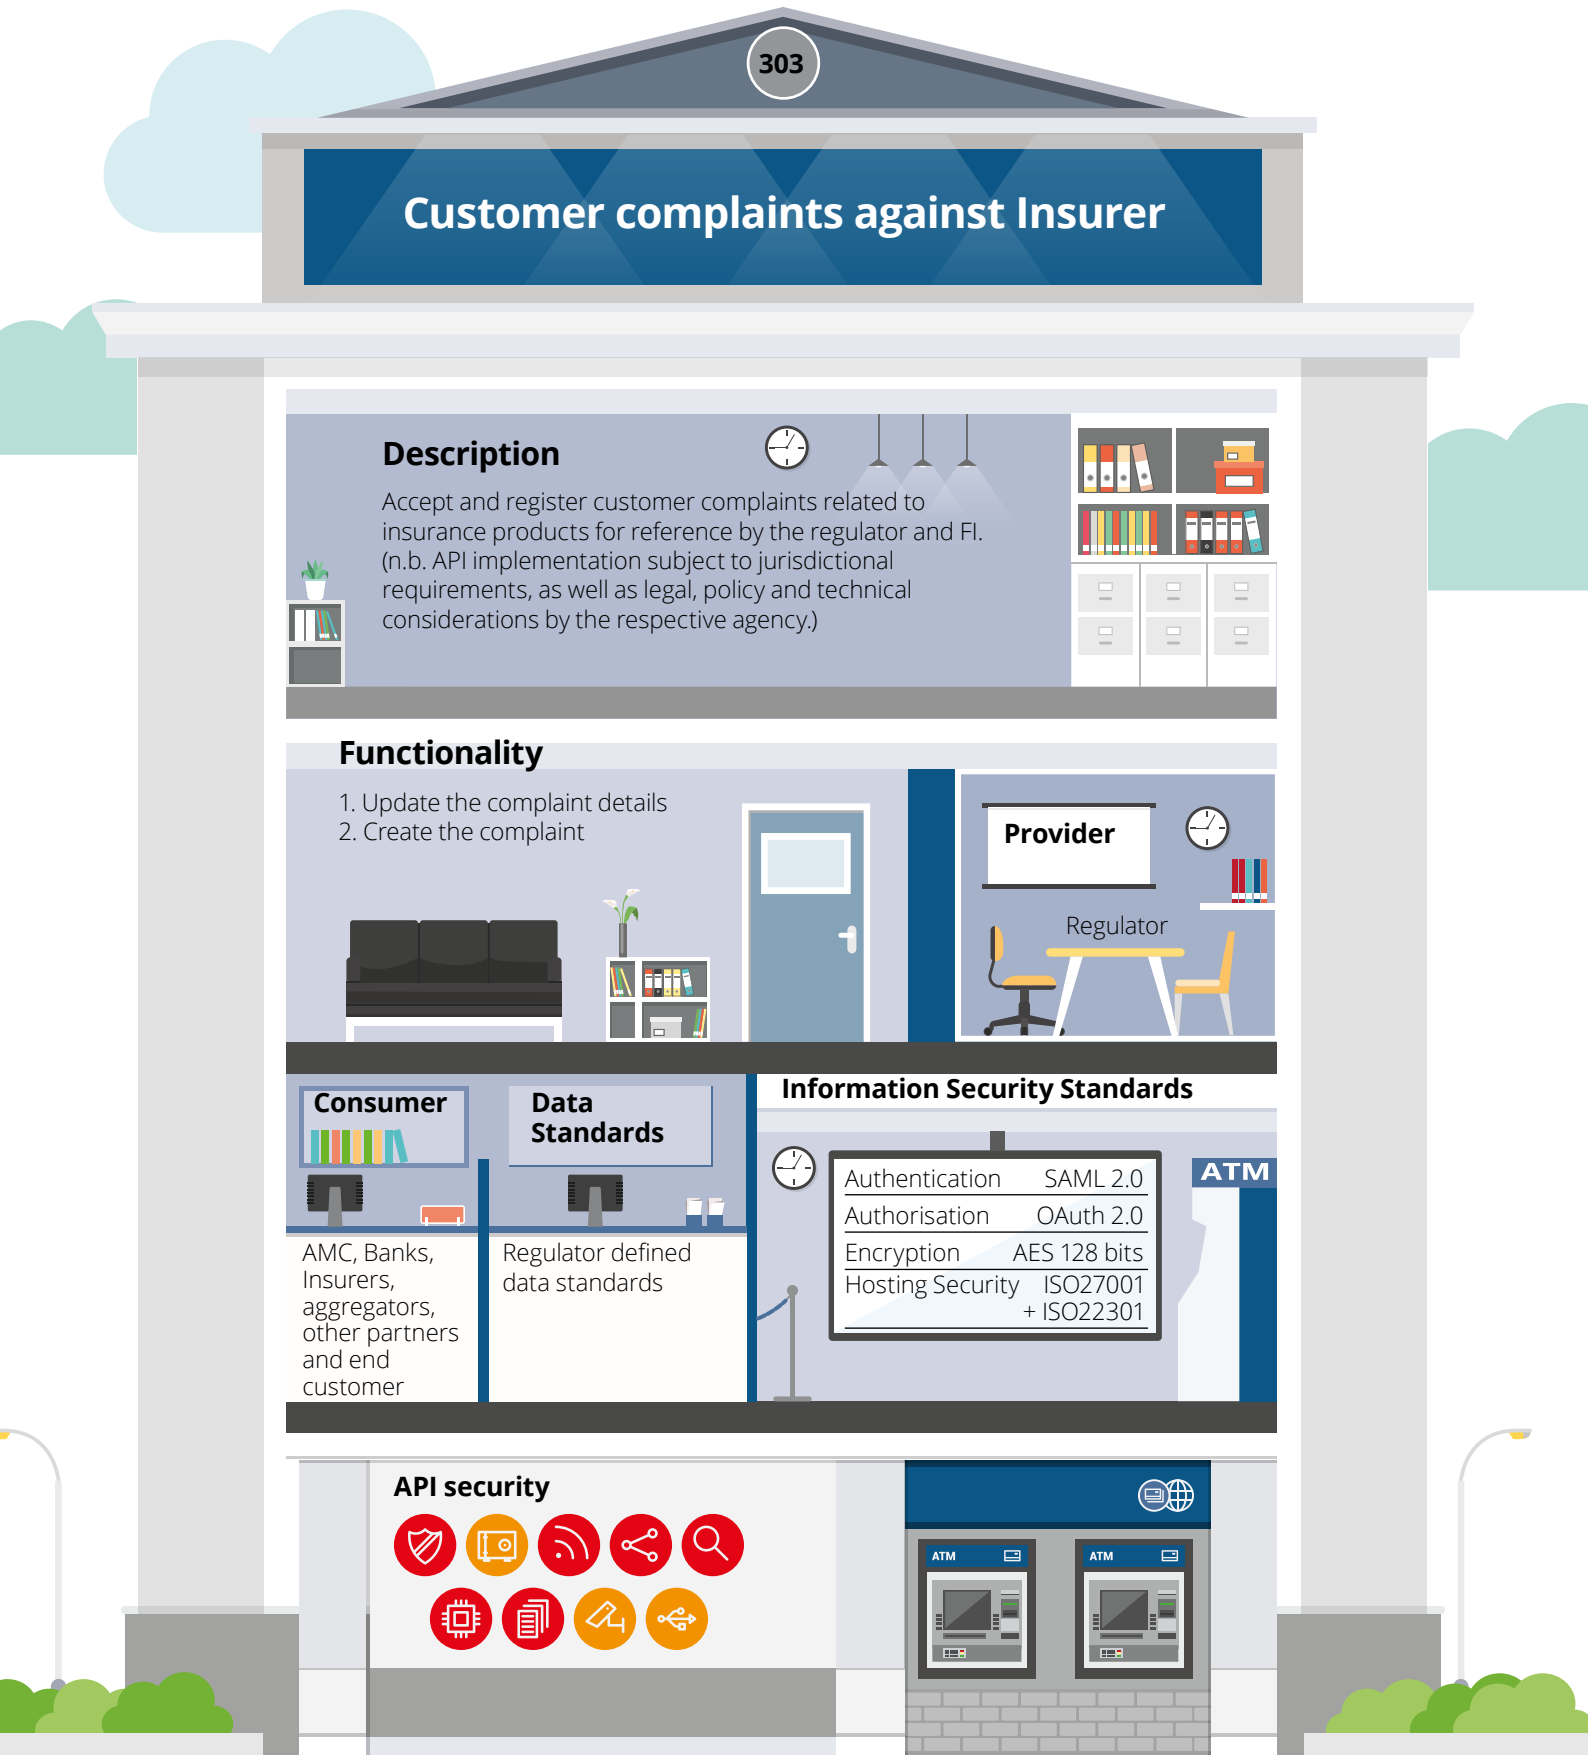 303
Customer complaints against Insurer
Description
Accept and register customer complaints related to
insurance products for reference by the regulator and FI.
(n.b. API implementation subject to jurisdictional
requirements, as well as legal, policy and technical
considerations by the respective agency.)
Functionality
1. Update the complaint details
2. Create the complaint
Provider
Regulator
Consumer
AMC, Banks,
Insurers,
aggregators,
other partners
and end
customer
Data
Standards
Regulator defined
data standards
Information Security Standards
Authentication SAML 2.0
Authorisation OAuth 2.0
Encryption AES 128 bits
Hosting Security ISO27001
+ ISO22301
ATM
API security
ATM
ATM